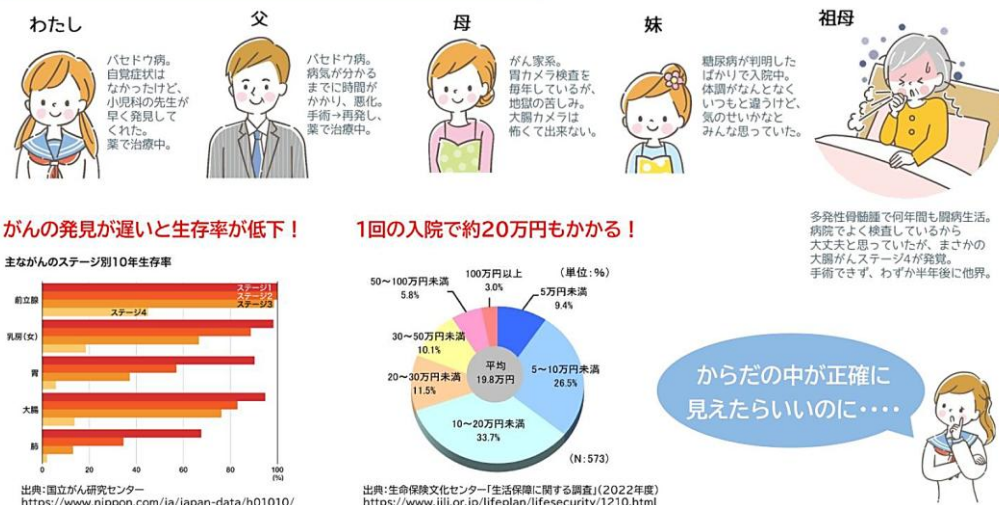 わたし
バセドウ病。
自覚症状は
なかったけど、
小児科の先生が
早く発見して
くれた。
薬で治療中。
父
バセドウ病。
病気が分かる
までに時間が
かかり、悪化。
手術→再発し、
薬で治療中。
母
がん家系。
胃カメラ検査を
毎年しているが、
地獄の苦しみ。
大腸カメラは
怖くて出来ない。
妹
糖尿病が判明した
ばかりで入院中。
体調がなんとなく
いつもと違うけど、
気のせいかなと
みんな思っていた。
祖母
多発性骨髄腫で何年間も闘病生活。
病院でよく検査しているから
大丈夫と思っていたが、まさかの
大腸がんステージ4が発覚。
手術できず、わずか半年後に他界。
がんの発見が遅いと生存率が低下！
主ながんのステージ別10年生存率
ステージ1
ステージ2
ステージ3
ステージ4
前立腺
乳房(女)
胃
大腸
肺
0 20 40 60 80 100
(%)
出典:国立がん研究センター
https://www.nippon.com/ja/japan-data/h01010/
1回の入院で約20万円もかかる！
(単位:%)
100万円以上
3.0%
50〜100万円未満
5.8%
5万円未満
9.4%
30〜50万円未満
10.1%
平均
19.8万円
5〜10万円未満
26.5%
20〜30万円未満
11.5%
10〜20万円未満
33.7%
(N:573)
出典:生命保険文化センター「生活保障に関する調査」(2022年度)
https://www.jili.or.jp/lifeplan/lifesecurity/1210.html
からだの中が正確に
見えたらいいのに・・・・